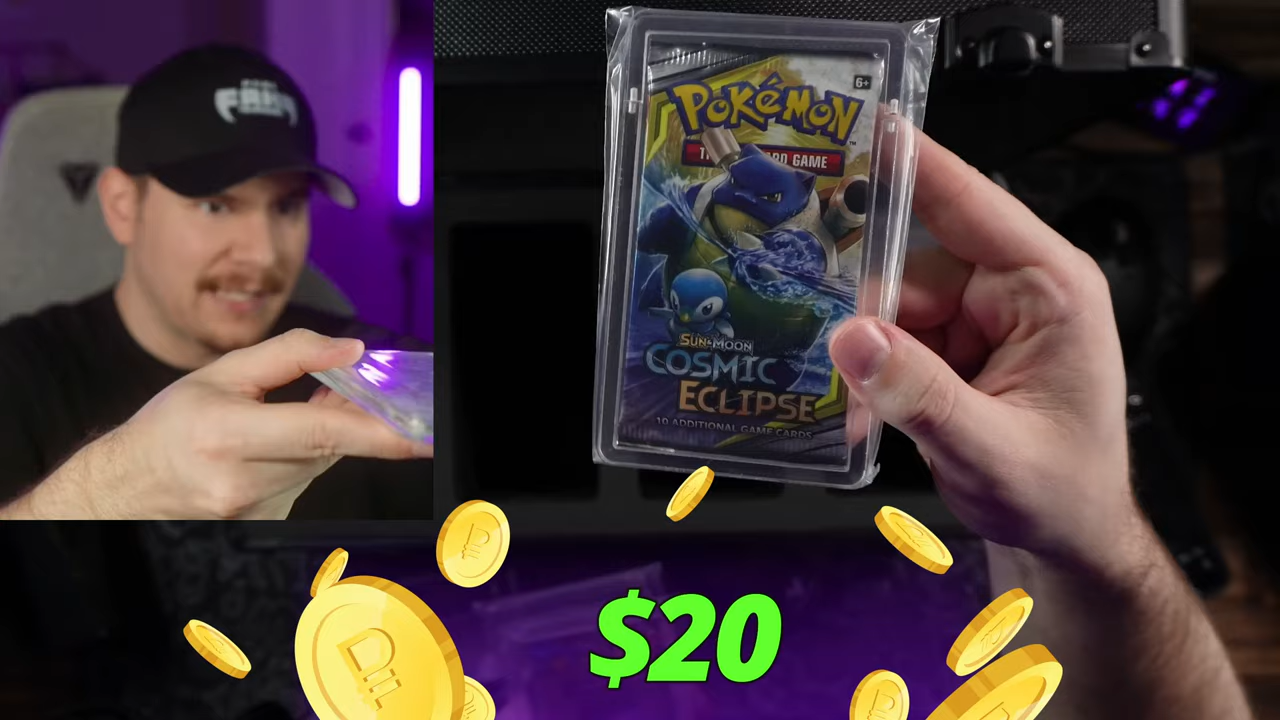 POKÉMON
6+
SUN & MOON
COSMIC
ECLIPSE
10 ADDITIONAL GAME CARDS
$20